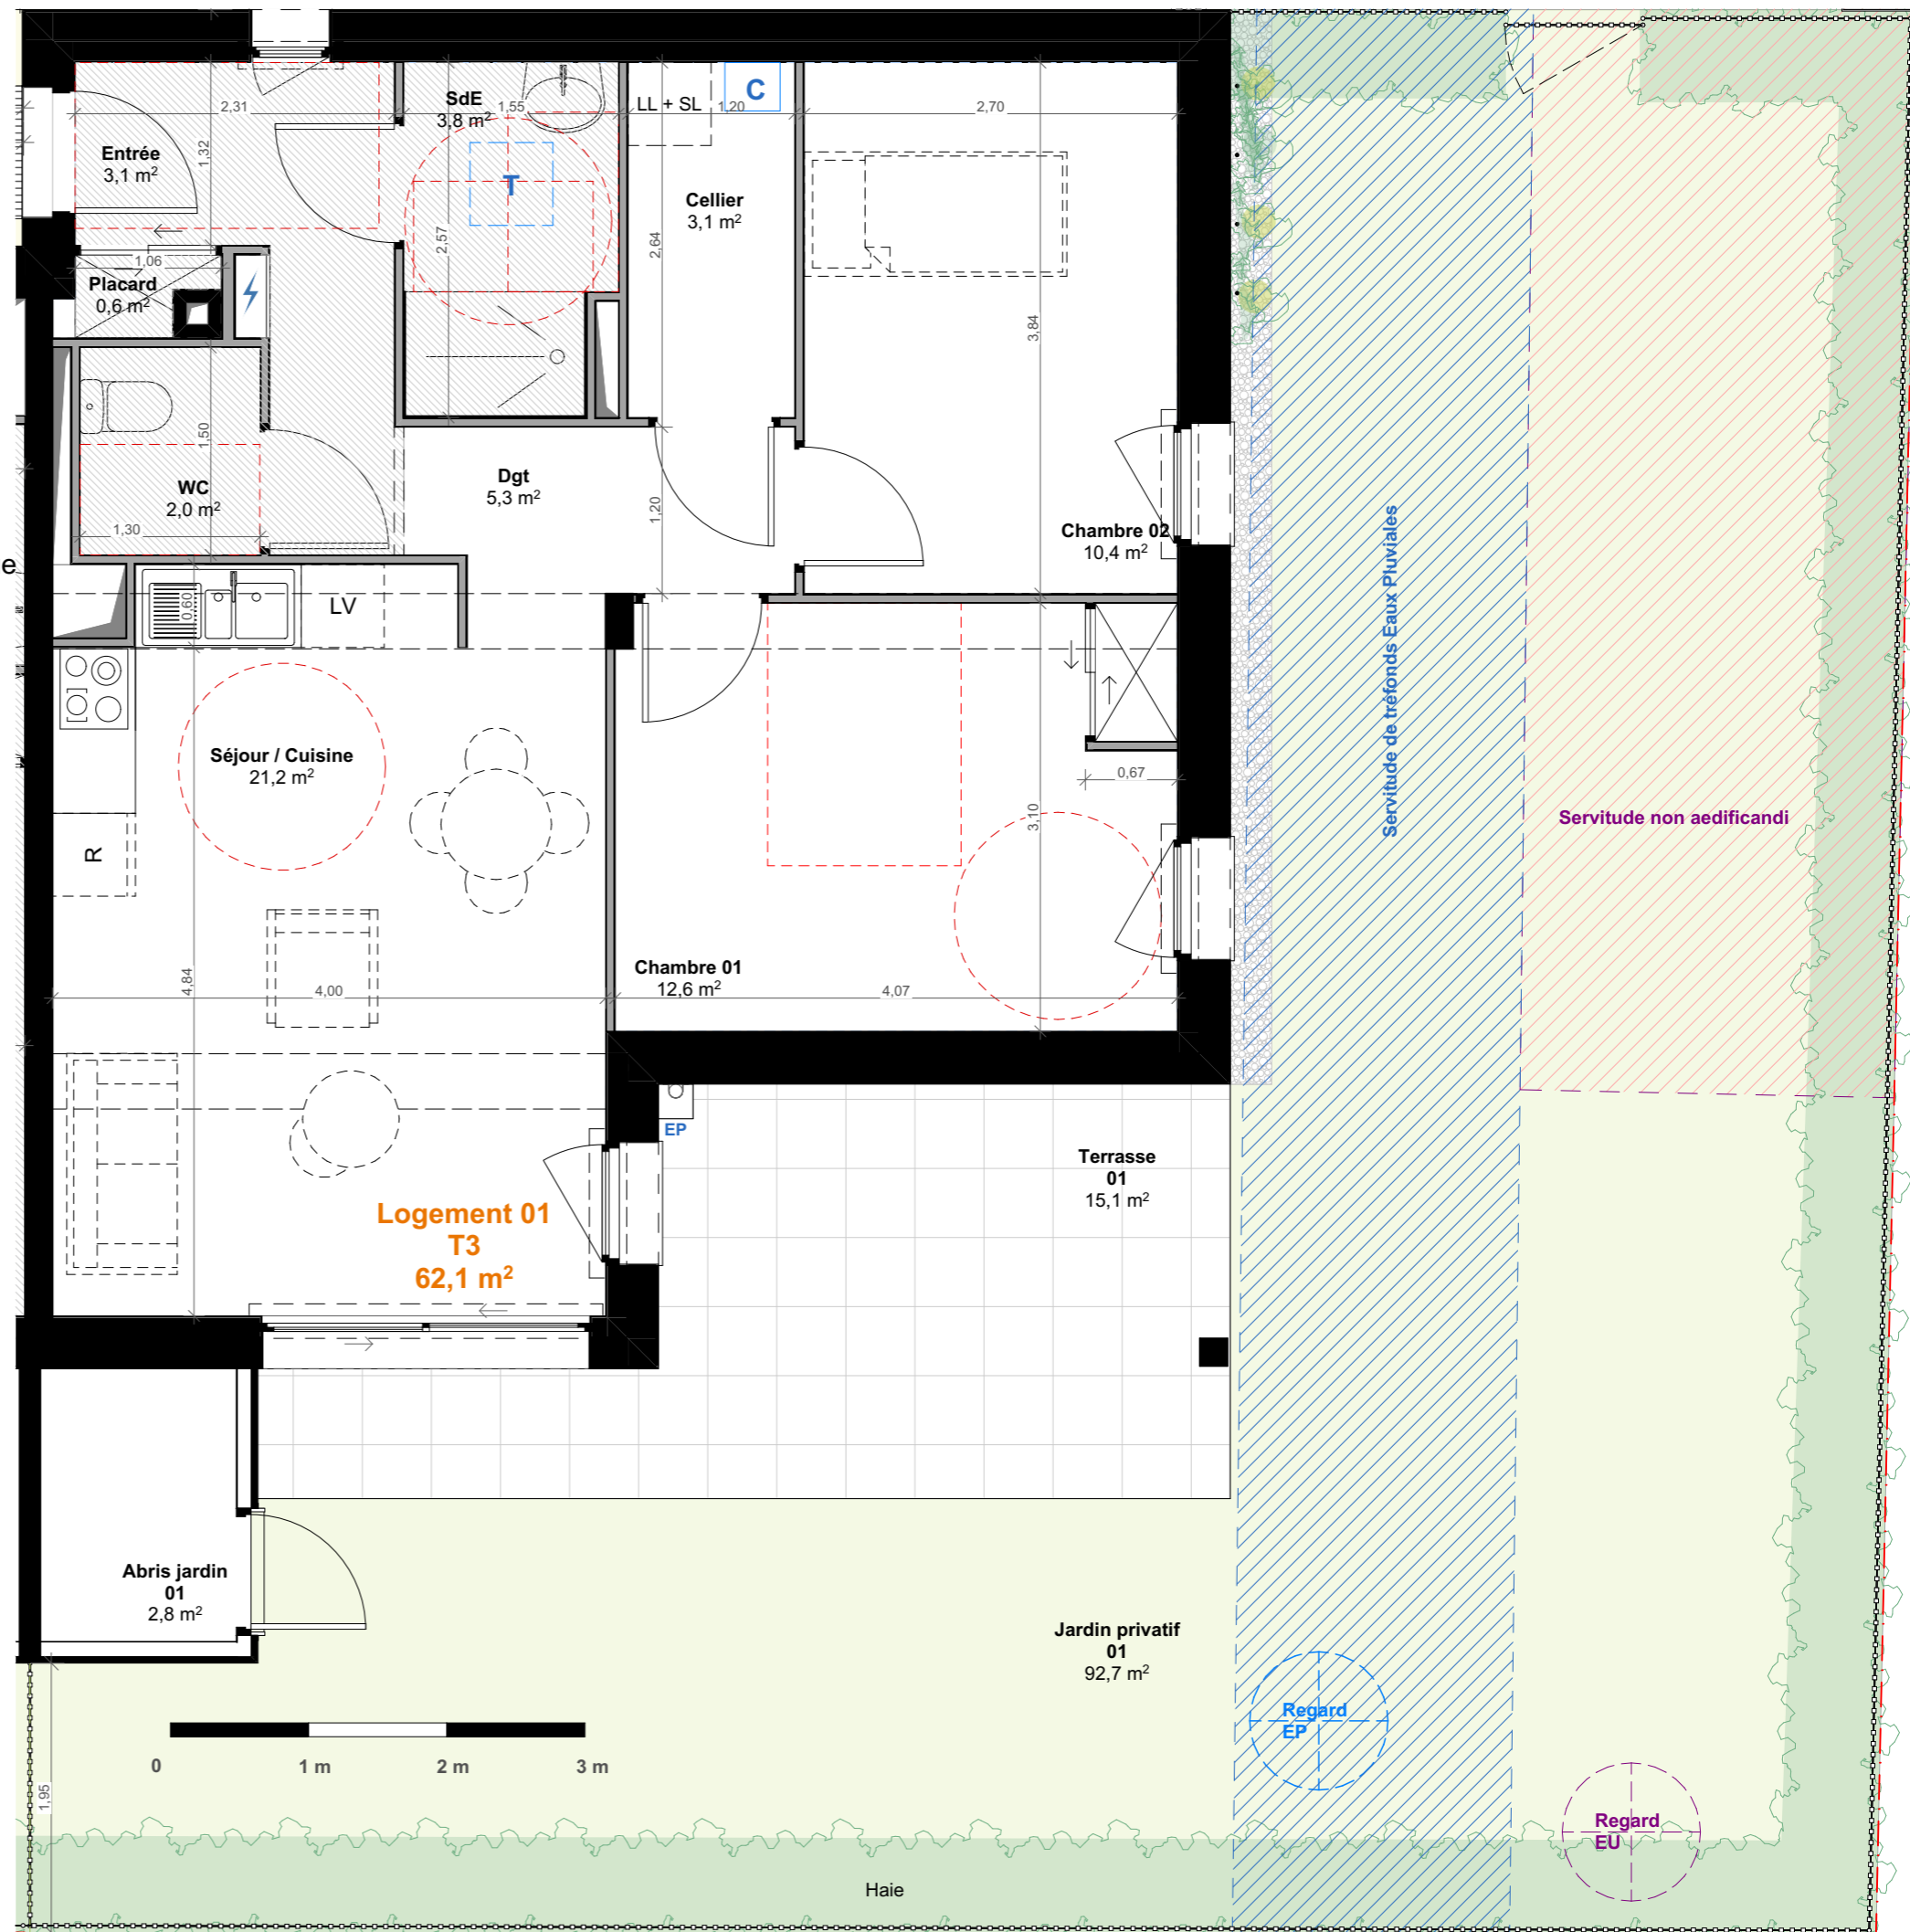 2,31
SdE
3,8 m²
1,55
LL + SL
C
1,20
2,70
Entrée
3,1 m²
1,32
T
Cellier
3,1 m²
2,57
2,64
1,06
Placard
0,6 m²
3,84
1,50
WC
2,0 m²
1,30
Dgt
5,3 m²
1,20
Chambre 02
10,4 m²
Servitude de tréfonds Eaux Pluviales
e
0,60
LV
Séjour / Cuisine
21,2 m²
0,67
3,10
Servitude non aedificandi
R
4,84
4,00
Chambre 01
12,6 m²
4,07
EP
Terrasse
01
15,1 m²
Logement 01
T3
62,1 m²
Abris jardin
01
2,8 m²
Jardin privatif
01
92,7 m²
Regard
EP
0
1 m
2 m
3 m
1,95
Regard
EU
Haie